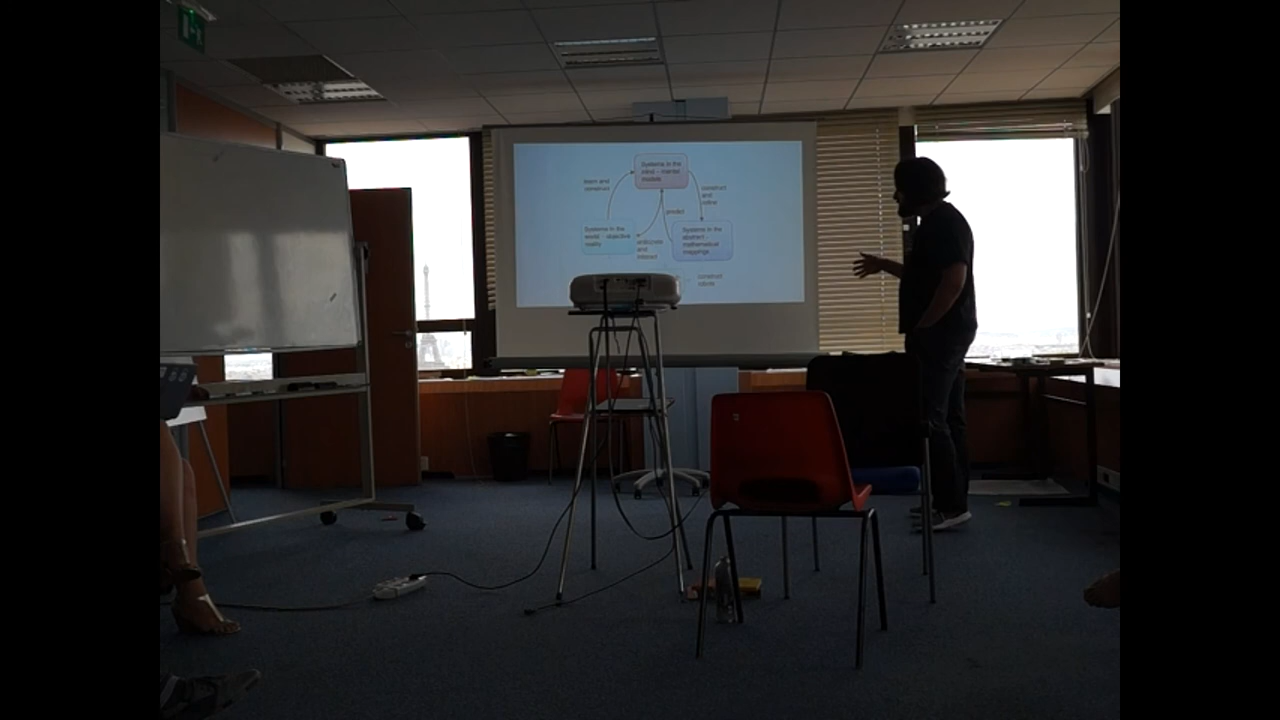 Systems in the
mind - mental
models
learn and
construct
construct
and
refine
predict
Systems in the
world - objective
reality
anticipate
and
interact
Systems in the
abstract -
mathematical
mappings
construct
robots